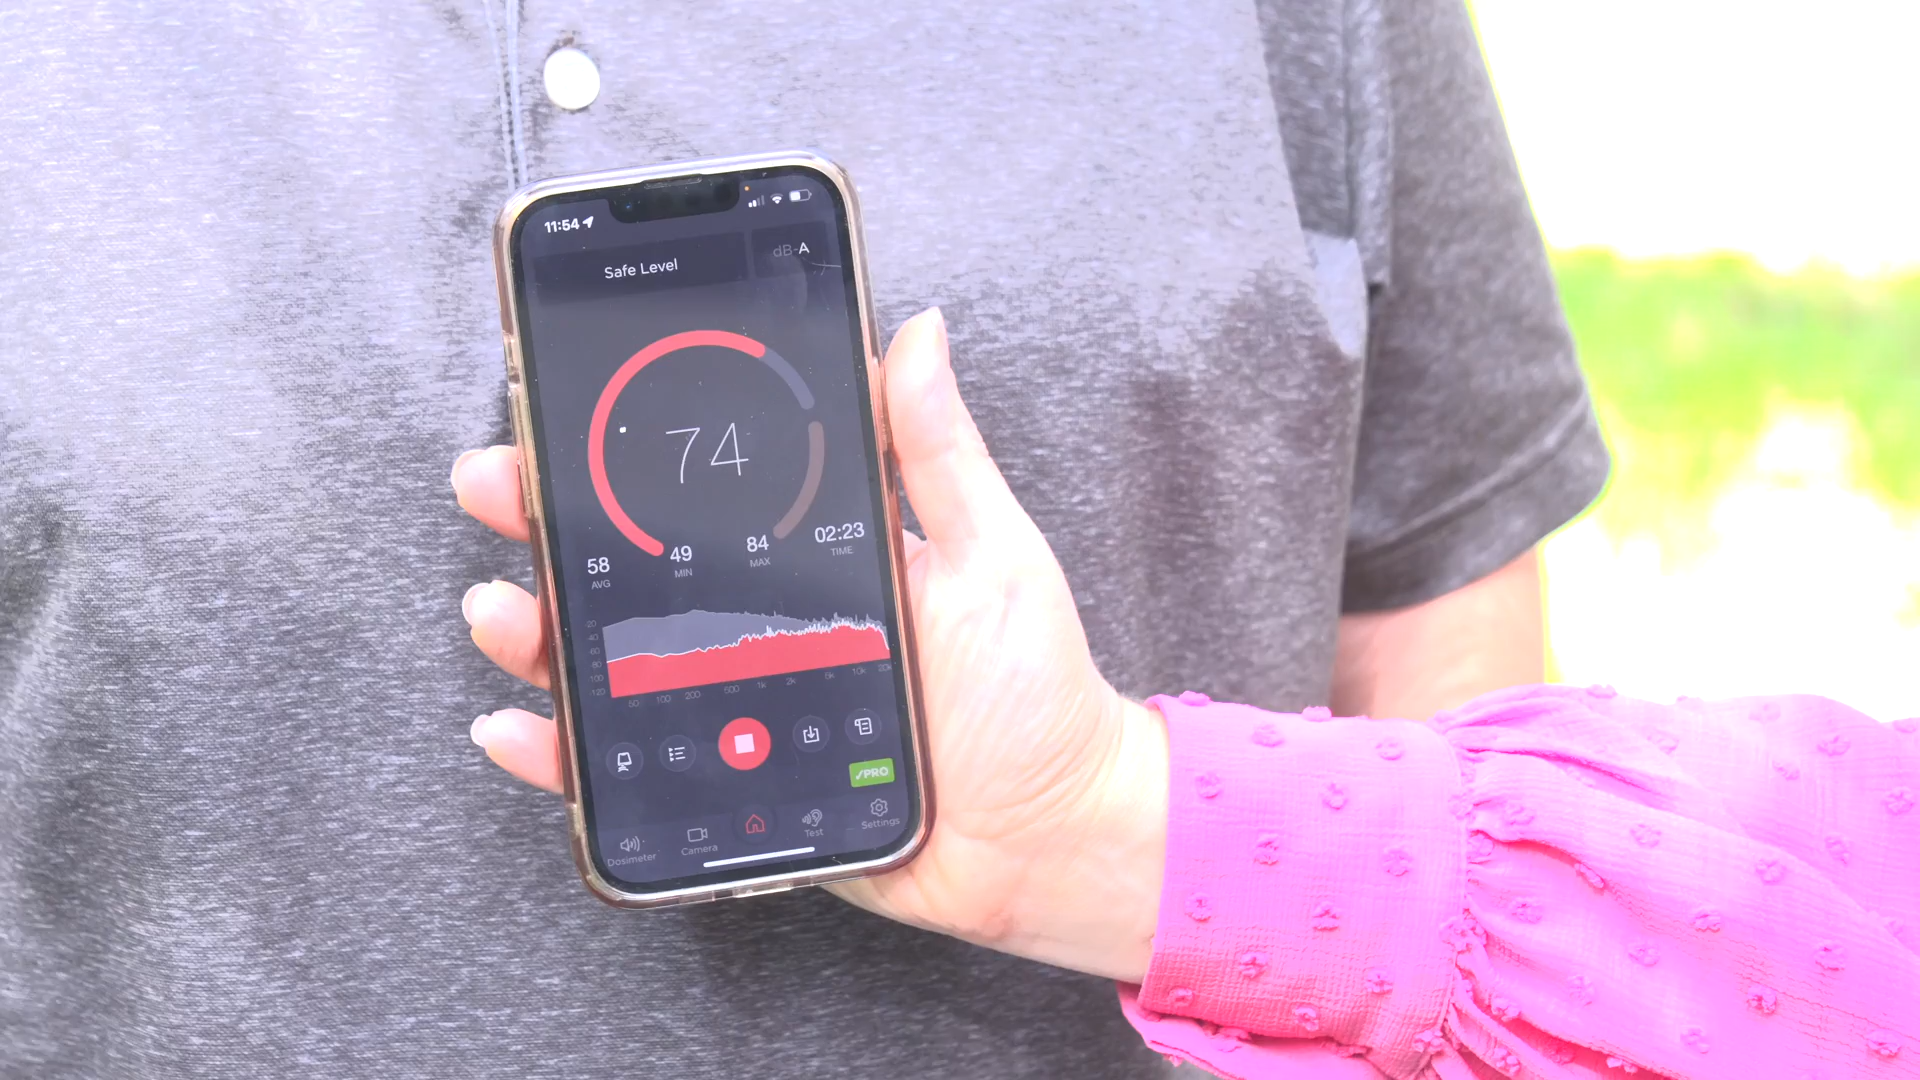 11:54
Safe Level
dB-A
74
58
AVG
49
MIN
84
MAX
02:23
TIME
20
40
60
80
100
120
50 100 200 500 1k 2k 5k 10k 20k
✓PRO
Dosimeter
Camera
Test
Settings